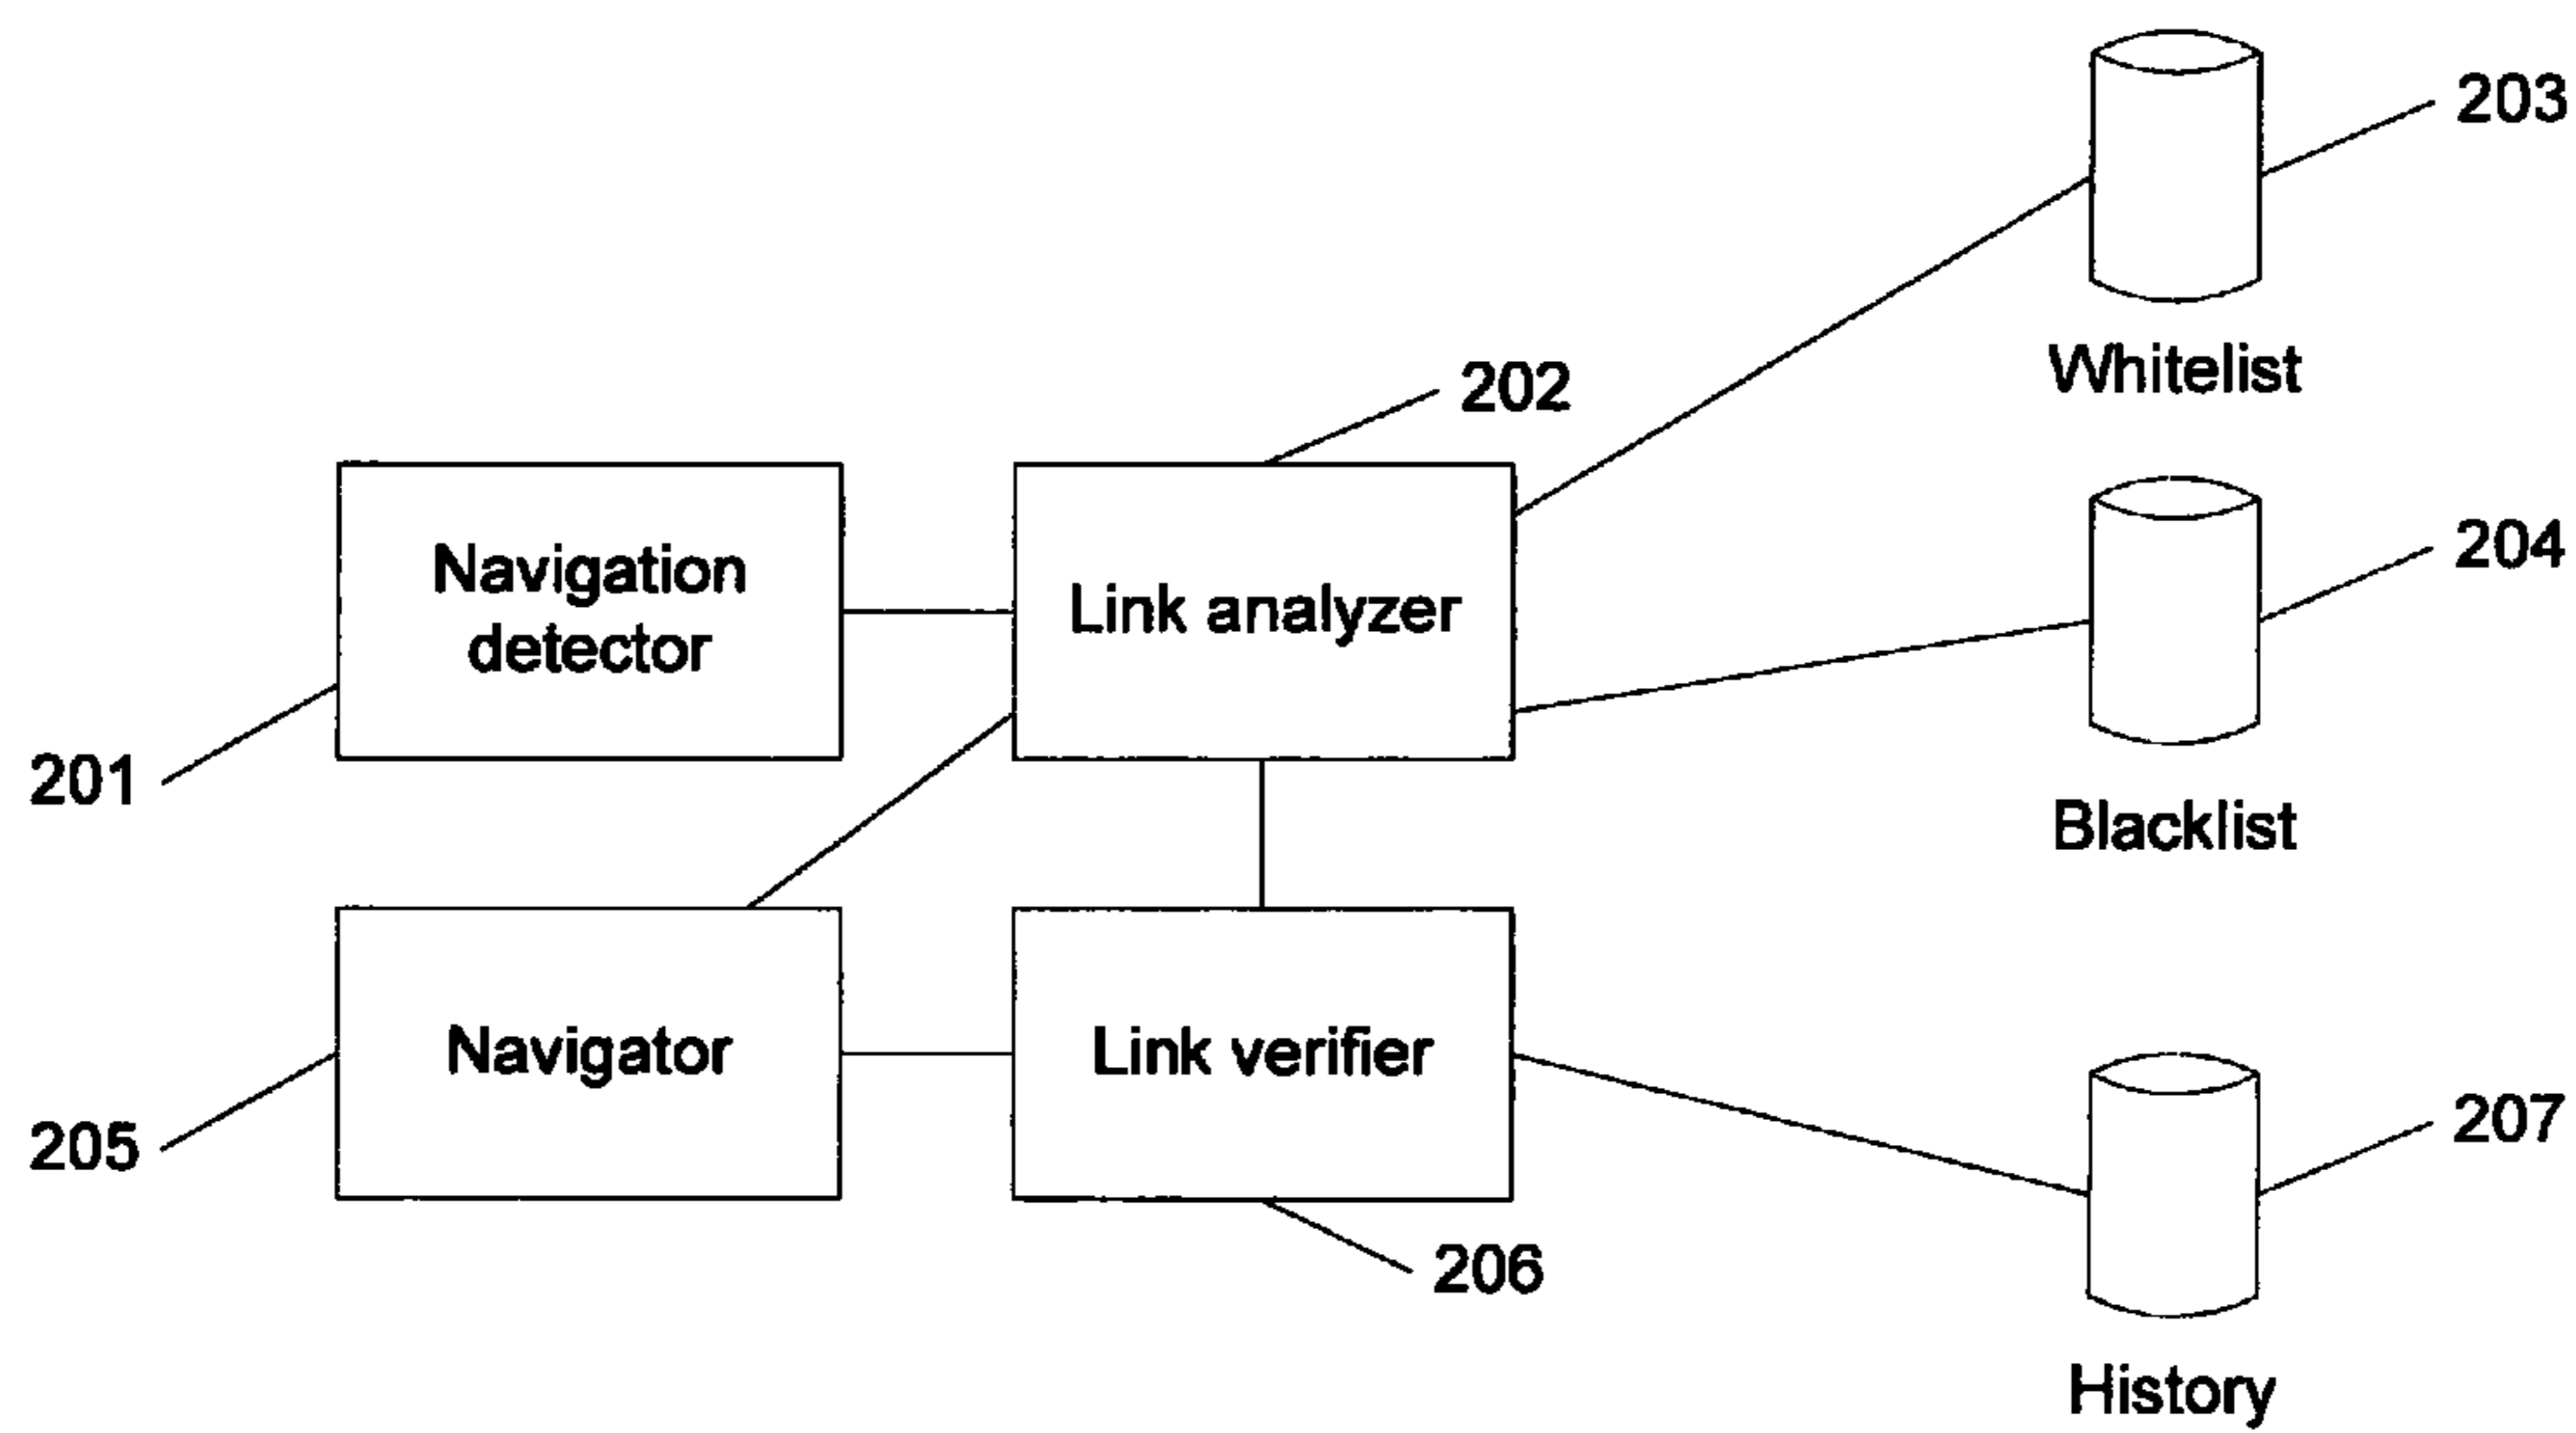 203
Whitelist
202
Navigation
detector
Link analyzer
204
201
Blacklist
Navigator
Link verifier
205
207
206
History